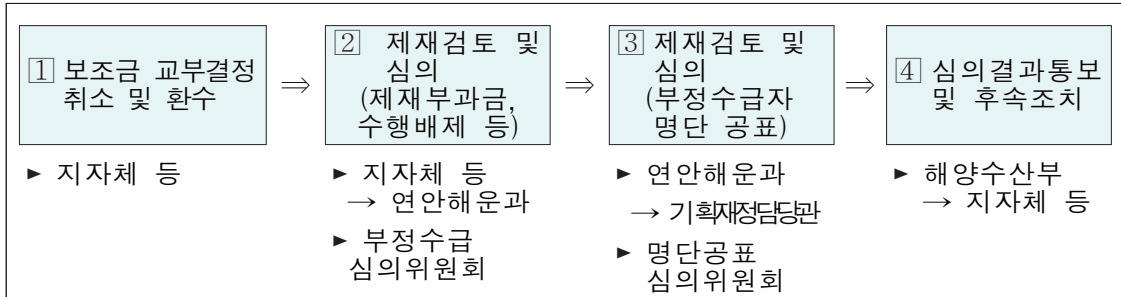 1 보조금 교부결정
취소 및 환수
⇒
2 제재검토 및
심의
(제재부과금,
수행배제 등)
⇒
3 제재검토 및
심의
(부정수급자
명단 공표)
⇒
4 심의결과통보
및 후속조치
► 지자체 등
► 지자체 등
→ 연안해운과
► 부정수급
심의위원회
► 연안해운과
→ 기획재정담당관
► 명단공표
심의위원회
► 해양수산부
→ 지자체 등